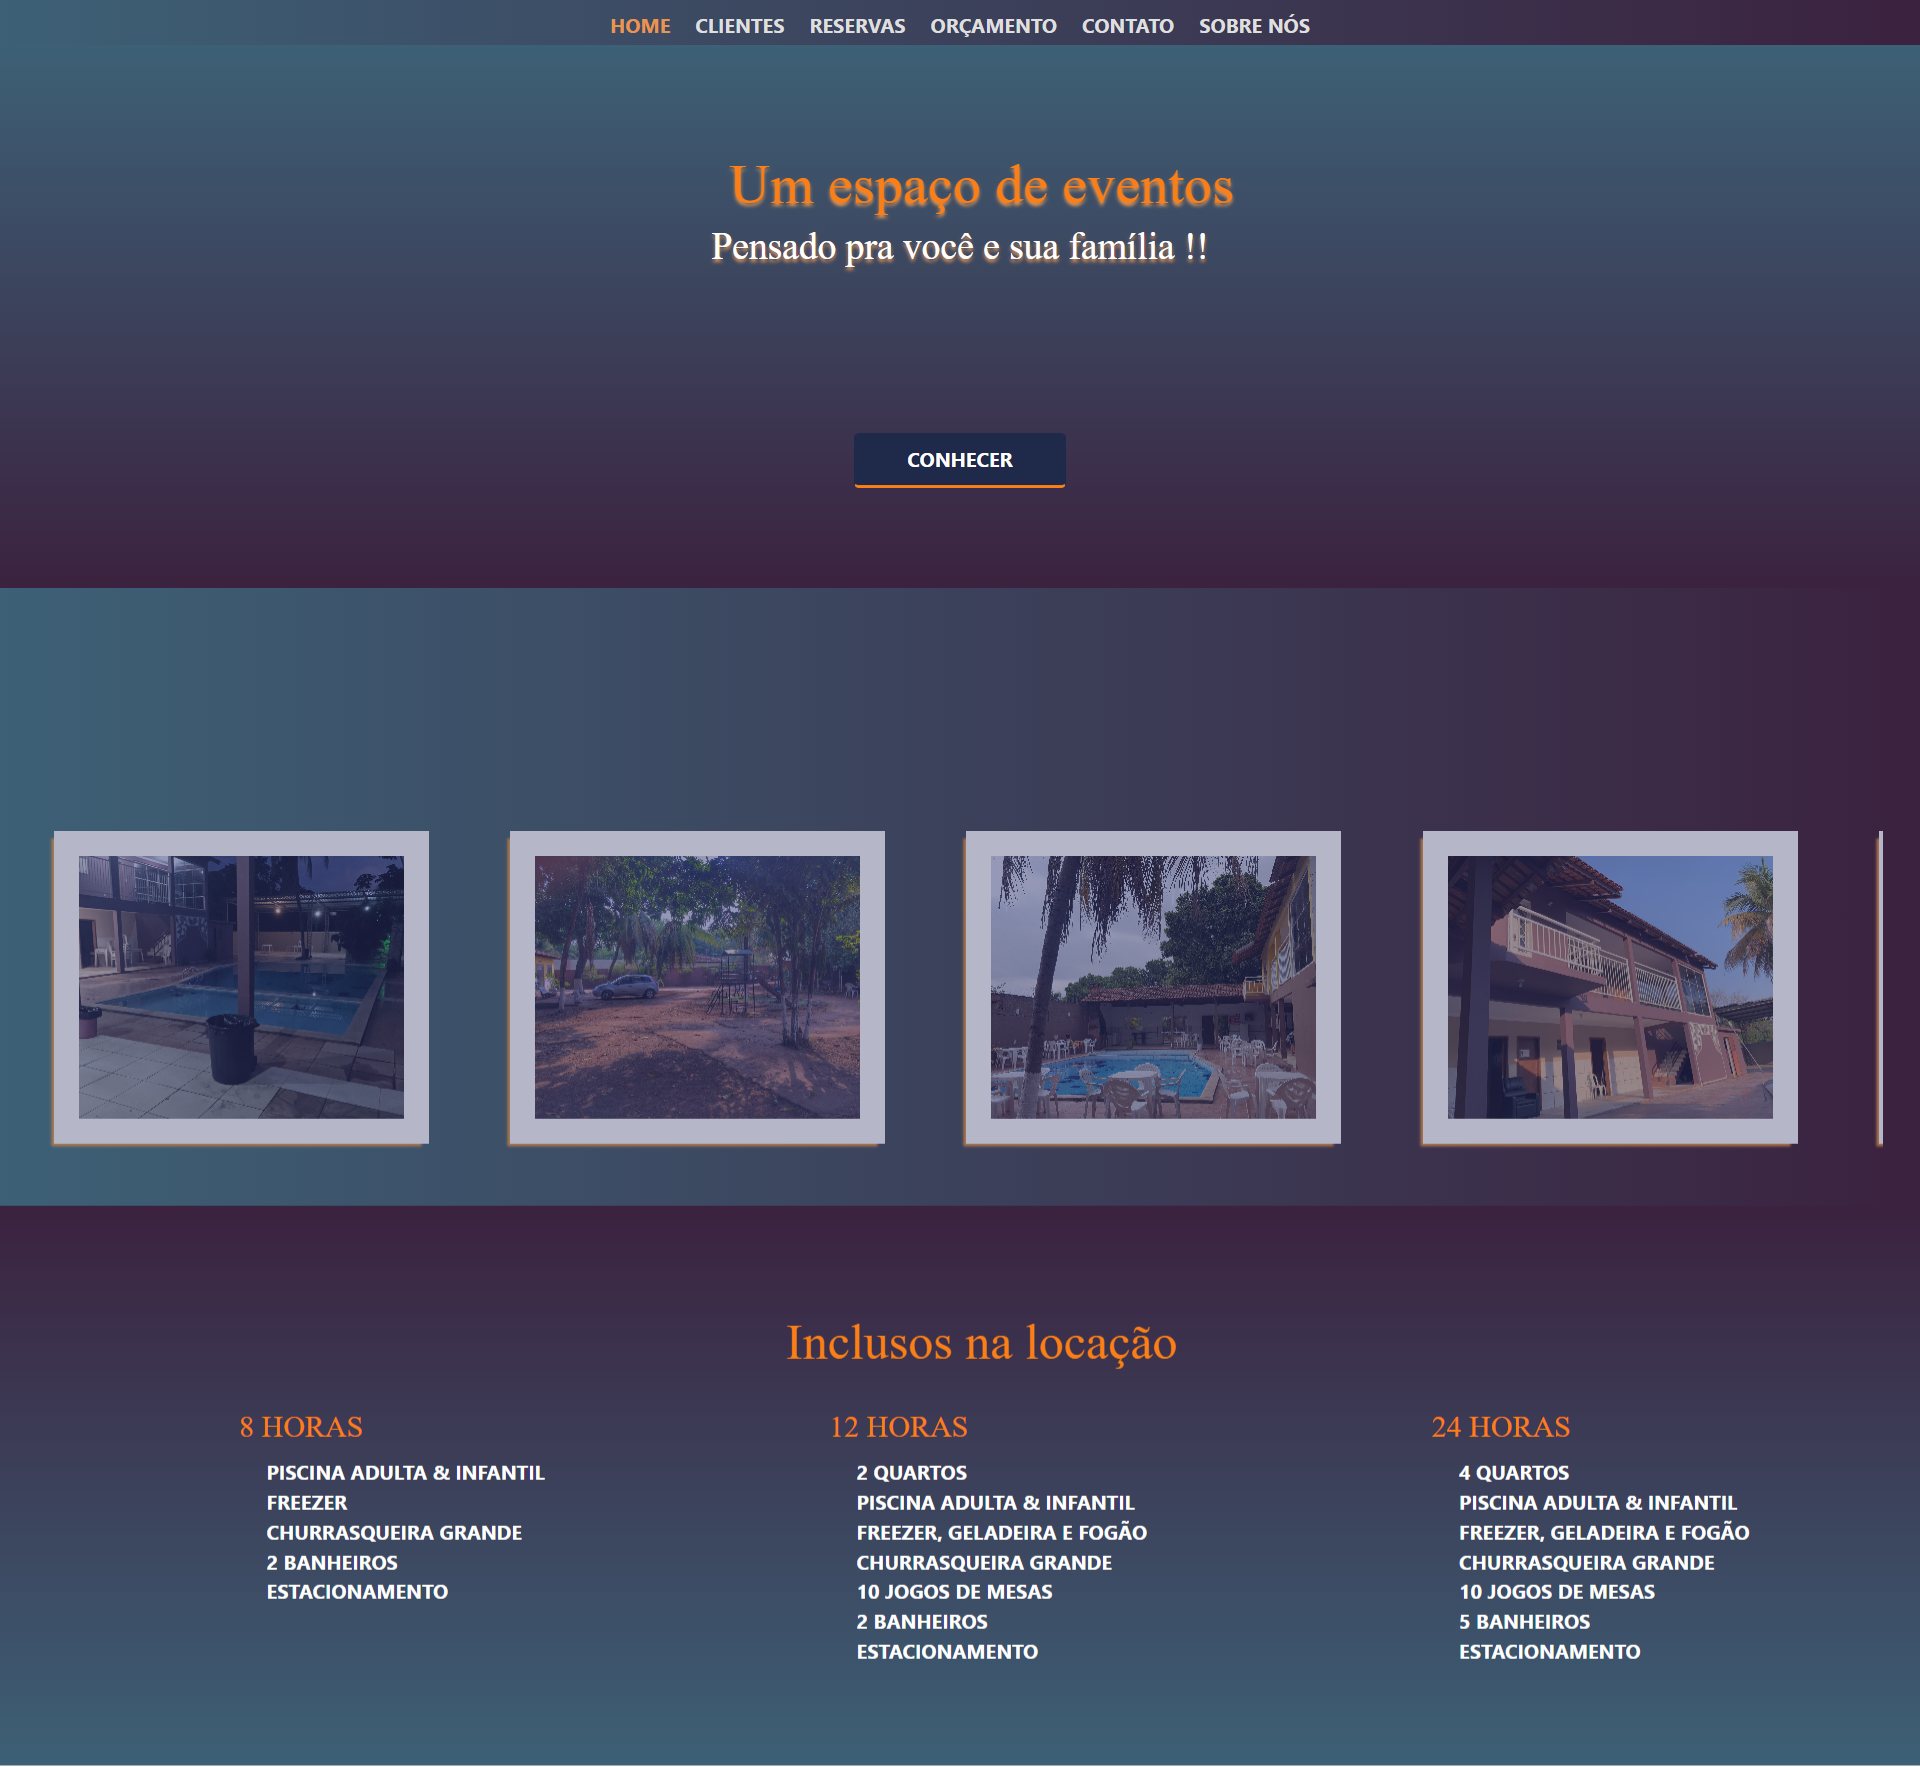 HOME CLIENTES RESERVAS ORÇAMENTO CONTATO SOBRE NÓS
Um espaço de eventos
Pensado pra você e sua família !!
CONHECER
Inclusos na locação
8 HORAS
PISCINA ADULTA & INFANTIL
FREEZER
CHURRASQUEIRA GRANDE
2 BANHEIROS
ESTACIONAMENTO
12 HORAS
2 QUARTOS
PISCINA ADULTA & INFANTIL
FREEZER, GELADEIRA E FOGÃO
CHURRASQUEIRA GRANDE
10 JOGOS DE MESAS
2 BANHEIROS
ESTACIONAMENTO
24 HORAS
4 QUARTOS
PISCINA ADULTA & INFANTIL
FREEZER, GELADEIRA E FOGÃO
CHURRASQUEIRA GRANDE
10 JOGOS DE MESAS
5 BANHEIROS
ESTACIONAMENTO